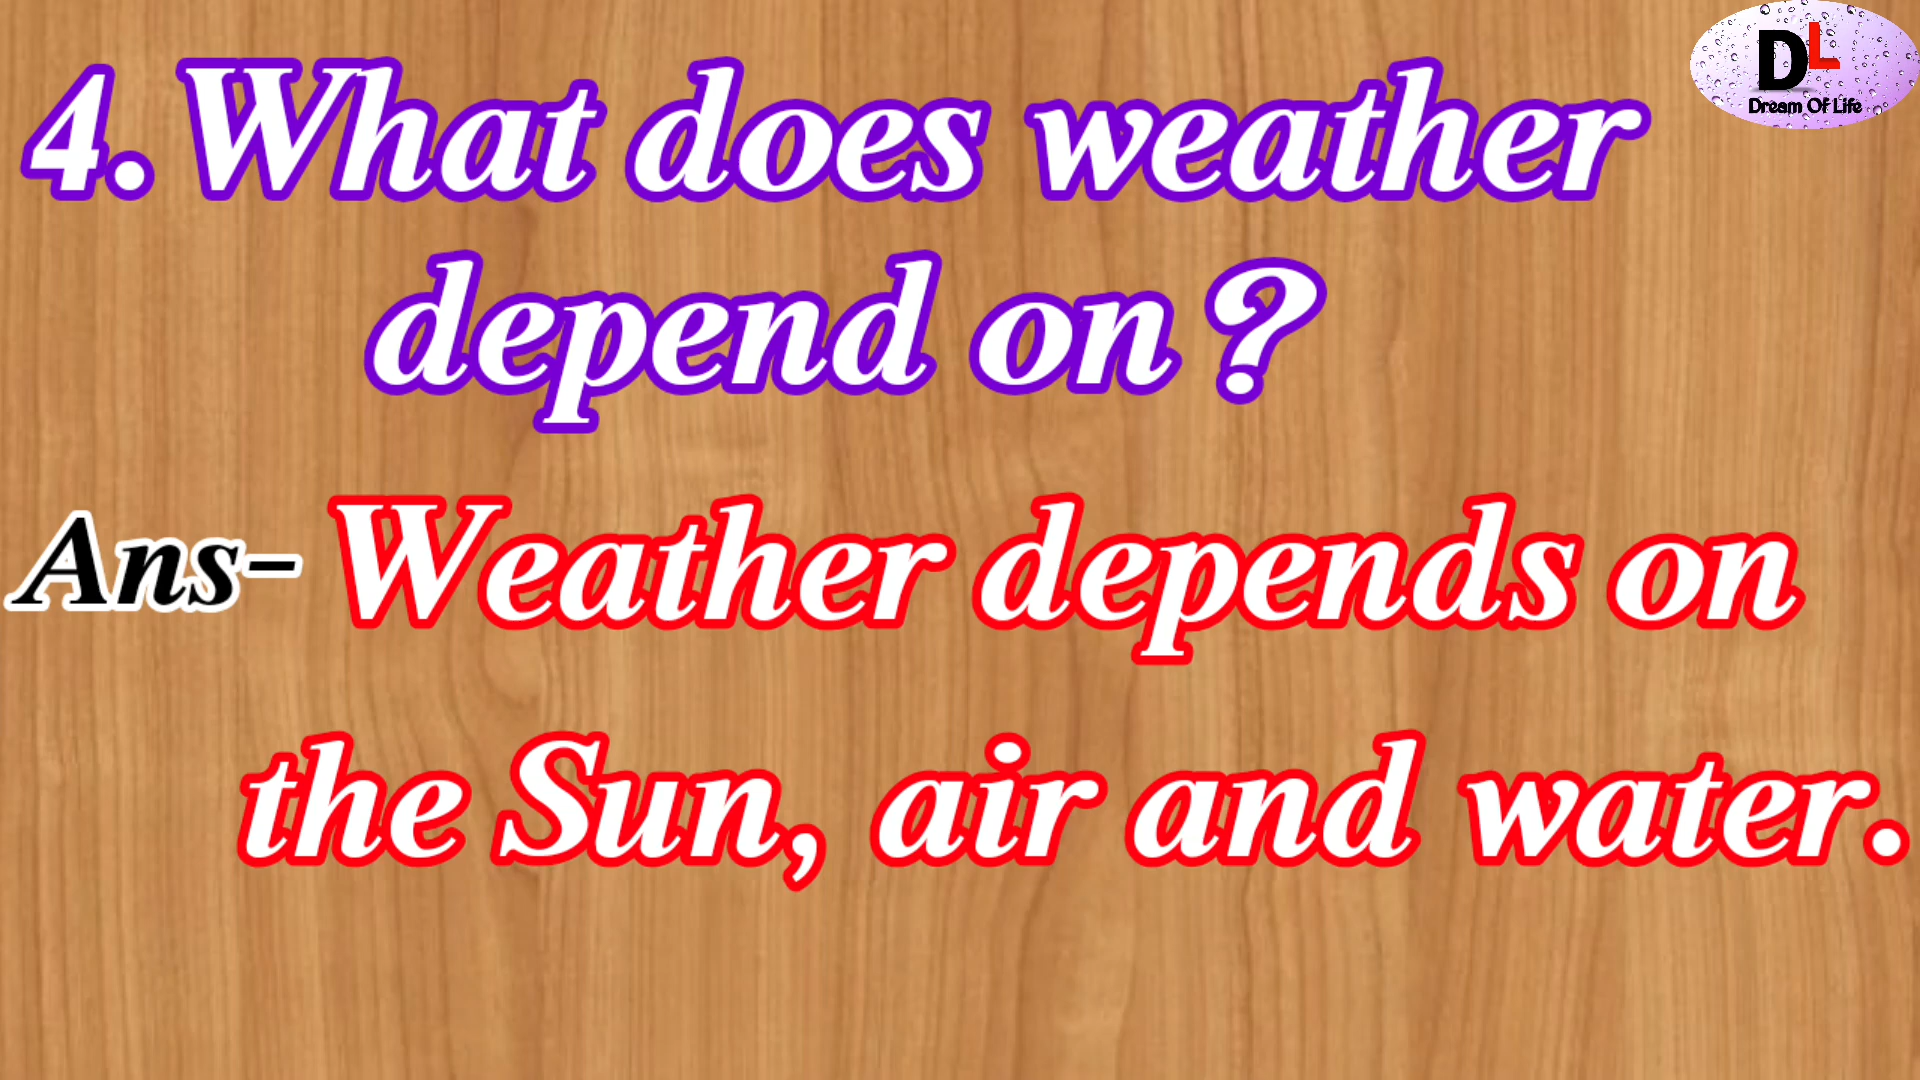 DL
Dream Of Life
4. What does weather
depend on?
Ans- Weather depends on
the Sun, air and water.